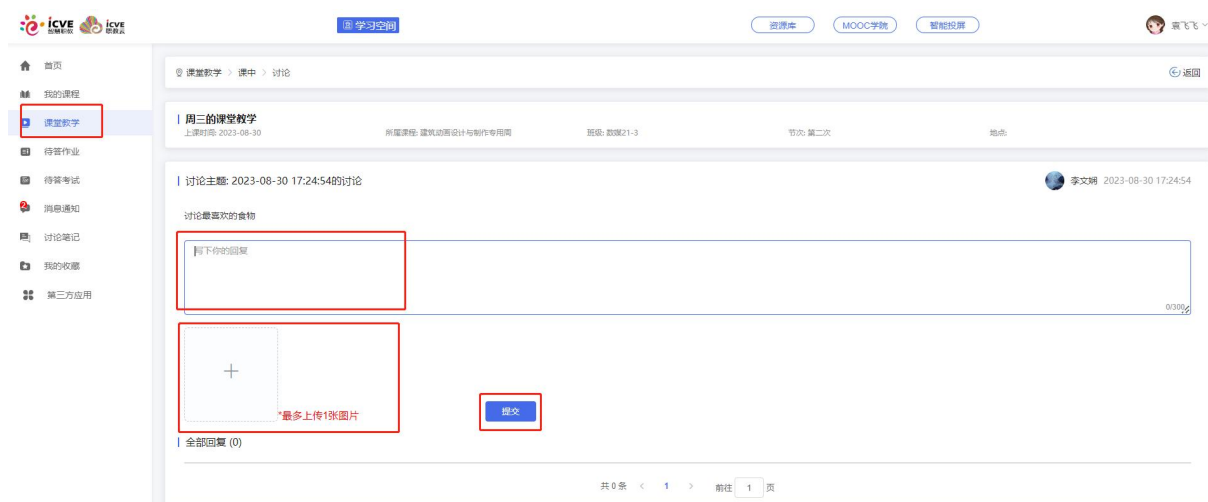 icve 智慧职教 icve 职教云
学习空间
资源库 MOOC学院 智能投屏
袁飞飞
首页
我的课程
课堂教学
待答作业
待答考试
2
消息通知
讨论笔记
我的收藏
第三方应用
课堂教学 > 课中 > 讨论
返回
周三的课堂教学
上课时间: 2023-08-30 所属课程: 建筑动画设计与制作专用周 班级: 数媒21-3 节次: 第二次 地点:
讨论主题: 2023-08-30 17:24:54的讨论
李文娴 2023-08-30 17:24:54
讨论最喜欢的食物
写下你的回复
0/300
*最多上传1张图片
提交
全部回复 (0)
共 0 条 < 1 > 前往 1 页